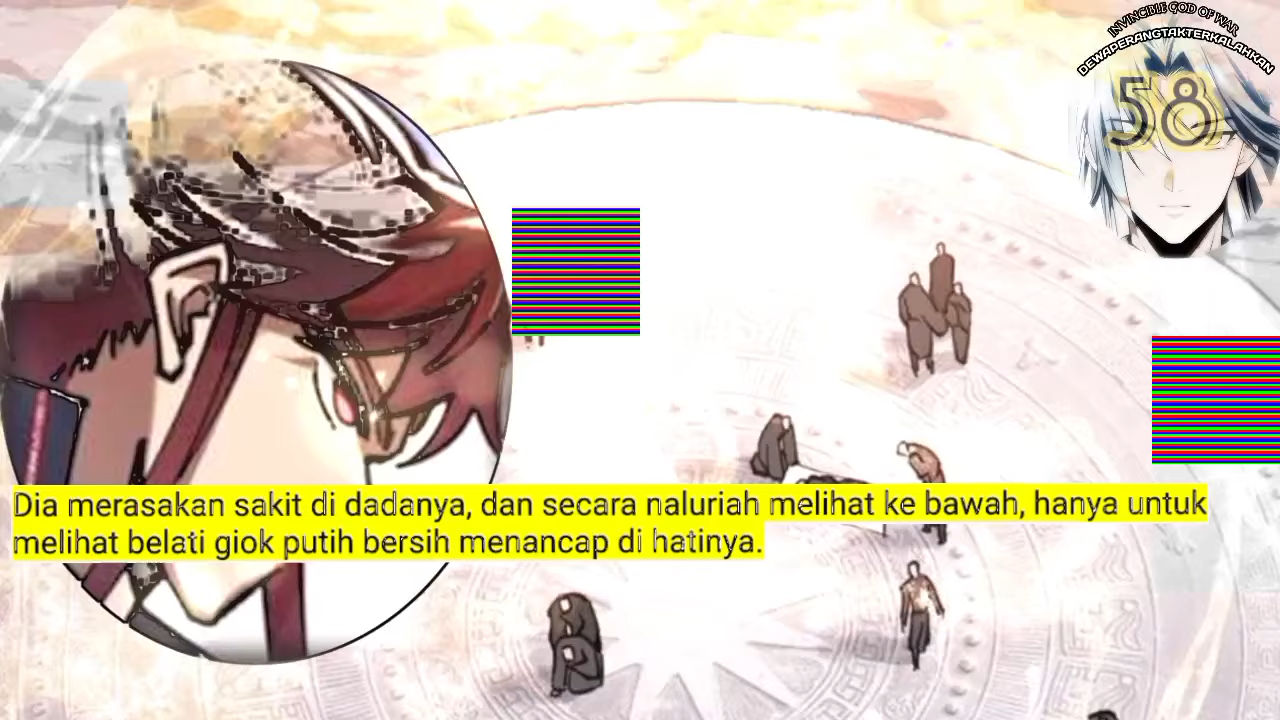 INVINCIBLE GOD OF WAR
DEWAPERANGTAKTERKALAHKAN
58
Dia merasakan sakit di dadanya, dan secara naluriah melihat ke bawah, hanya untuk
melihat belati giok putih bersih menancap di hatinya.